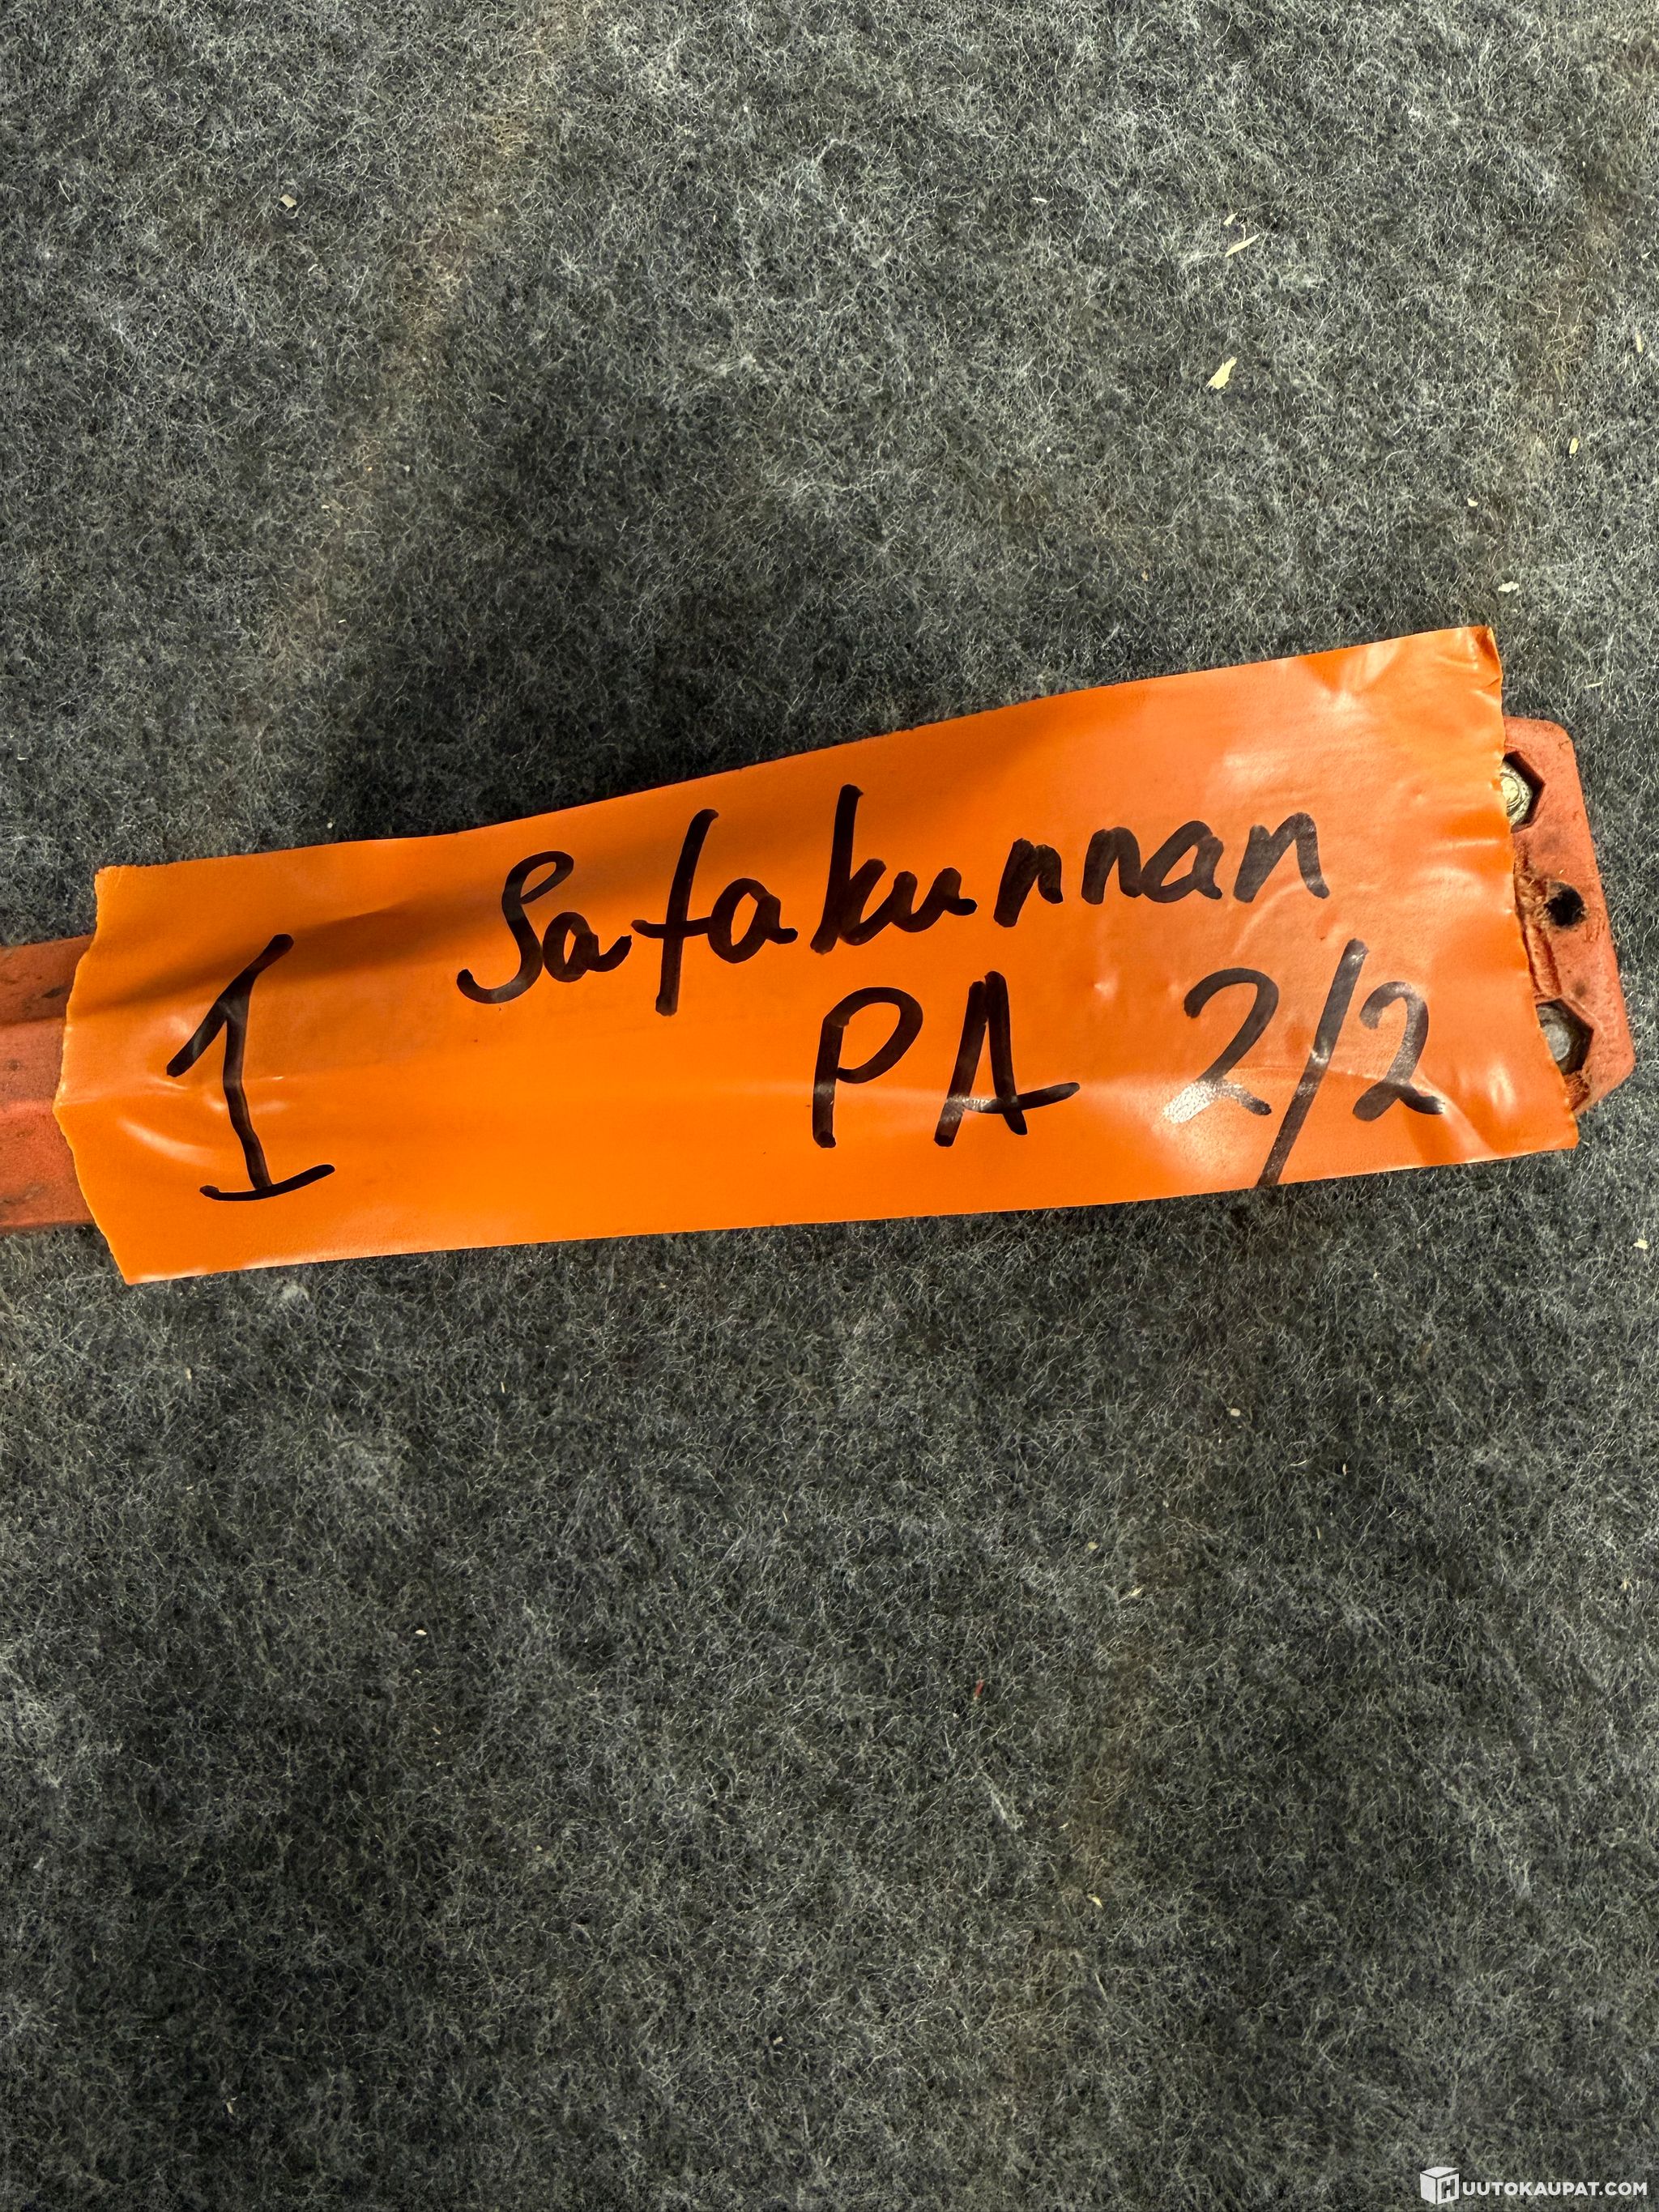 1
Satakunnan
PA 2/2
HUUTOKAUPAT.COM